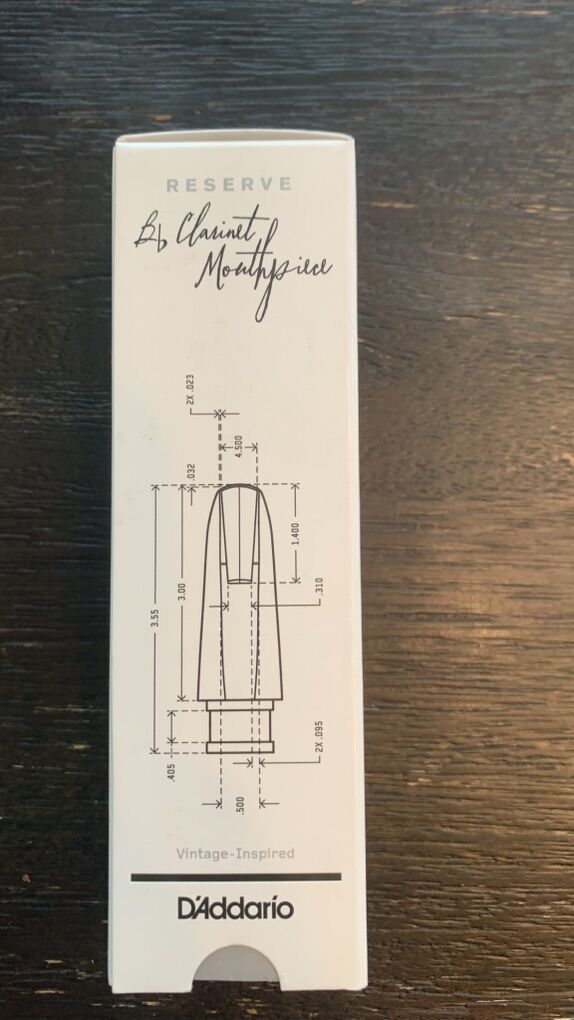 RESERVE
Bb Clarinet
Mouthpiece
2X .023
4.500
.032
1.400
3.00
.310
3.55
2X .095
.405
.500
Vintage-Inspired
D'Addario